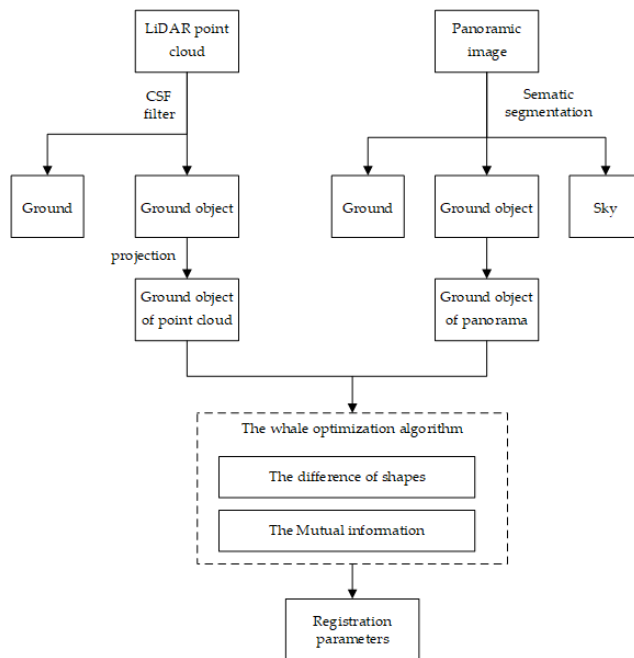 LiDAR point
cloud
Panoramic
image
CSF
filter
Sematic
segmentation
Ground
Ground object
Ground
Ground object
Sky
projection
Ground object
of point cloud
Ground object
of panorama
The whale optimization algorithm
The difference of shapes
The Mutual information
Registration
parameters